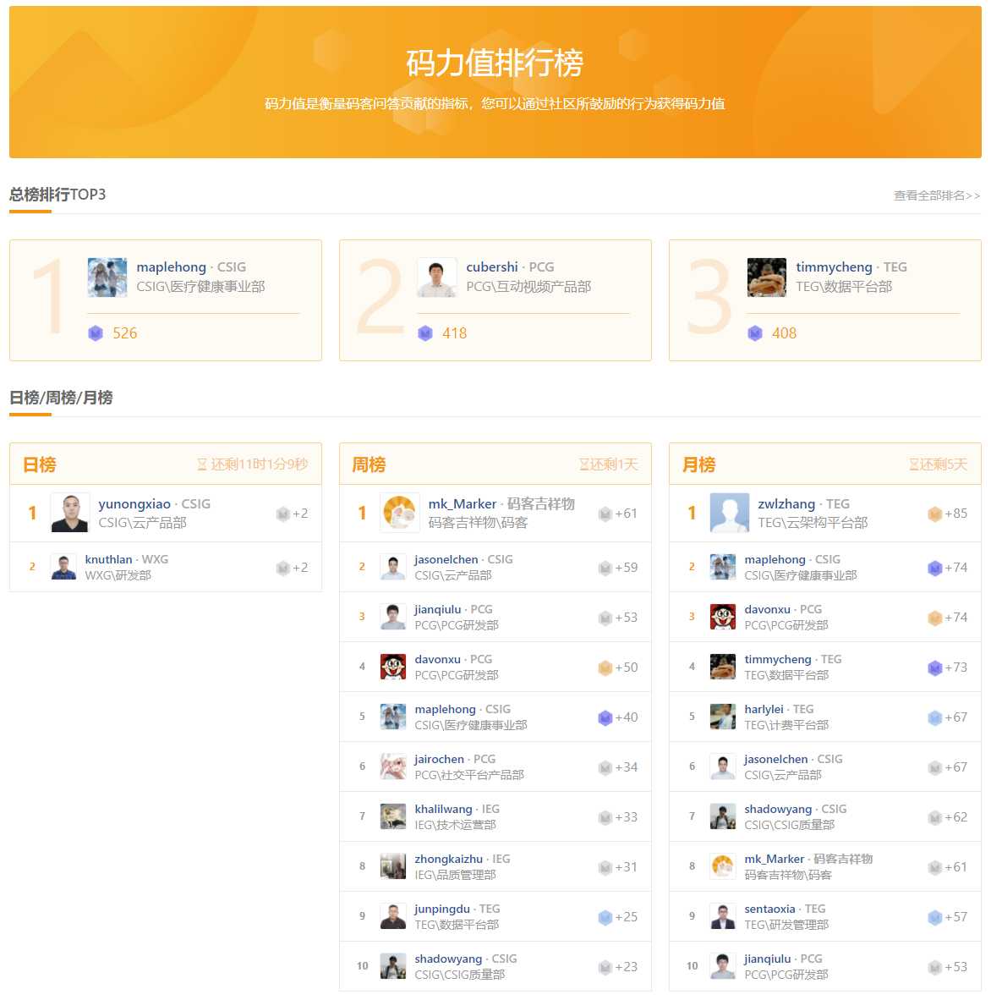 码力值排行榜
码力值是衡量码客问答贡献的指标，您可以通过社区所鼓励的行为获得码力值
总榜排行TOP3
查看全部排名>>
1
maplehong · CSIG
CSIG\医疗健康事业部
526
2
cubershi · PCG
PCG\互动视频产品部
418
3
timmycheng · TEG
TEG\数据平台部
408
日榜/周榜/月榜
日榜
还剩11时1分9秒
1
yunongxiao · CSIG
CSIG\云产品部
+2
2
knuthlan · WXG
WXG\研发部
+2
周榜
还剩1天
1
mk_Marker · 码客吉祥物
码客吉祥物\码客
+61
2
jasonelchen · CSIG
CSIG\云产品部
+59
3
jianqiulu · PCG
PCG\PCG研发部
+53
4
davonxu · PCG
PCG\PCG研发部
+50
5
maplehong · CSIG
CSIG\医疗健康事业部
+40
6
jairochen · PCG
PCG\社交平台产品部
+34
7
khalilwang · IEG
IEG\技术运营部
+33
8
zhongkaizhu · IEG
IEG\品质管理部
+31
9
junpingdu · TEG
TEG\数据平台部
+25
10
shadowyang · CSIG
CSIG\CSIG质量部
+23
月榜
还剩5天
1
zwlzhang · TEG
TEG\云架构平台部
+85
2
maplehong · CSIG
CSIG\医疗健康事业部
+74
3
davonxu · PCG
PCG\PCG研发部
+74
4
timmycheng · TEG
TEG\数据平台部
+73
5
harlylei · TEG
TEG\计费平台部
+67
6
jasonelchen · CSIG
CSIG\云产品部
+67
7
shadowyang · CSIG
CSIG\CSIG质量部
+62
8
mk_Marker · 码客吉祥物
码客吉祥物\码客
+61
9
sentaoxia · TEG
TEG\研发管理部
+57
10
jianqiulu · PCG
PCG\PCG研发部
+53